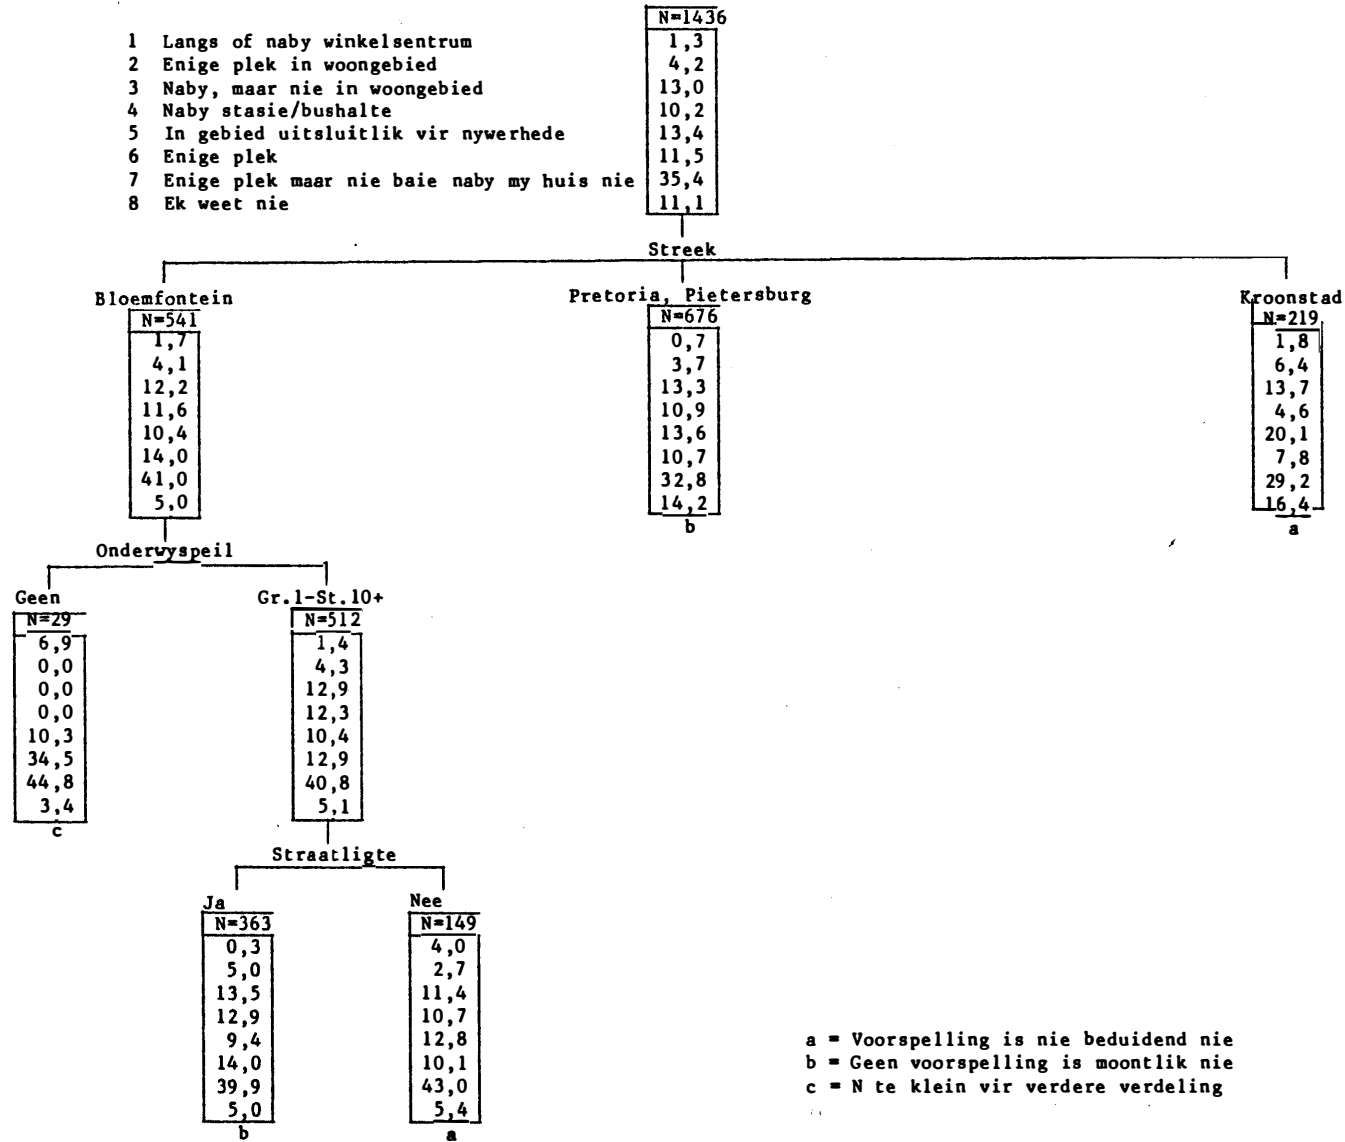 N=1436
1 Langs of naby winkelsentrum 1,3
2 Enige plek in woongebied 4,2
3 Naby, maar nie in woongebied 13,0
4 Naby stasie/bushalte 10,2
5 In gebied uitsluitlik vir nywerhede 13,4
6 Enige plek 11,5
7 Enige plek maar nie baie naby my huis nie 35,4
8 Ek weet nie 11,1
Streek
Bloemfontein
N=541
1,7
4,1
12,2
11,6
10,4
14,0
41,0
5,0
Pretoria, Pietersburg
N=676
0,7
3,7
13,3
10,9
13,6
10,7
32,8
14,2
b
Kroonstad
N=219
1,8
6,4
13,7
4,6
20,1
7,8
29,2
16,4
a
Onderwyspeil
Geen
N=29
6,9
0,0
0,0
0,0
10,3
34,5
44,8
3,4
c
Gr.1-St.10+
N=512
1,4
4,3
12,9
12,3
10,4
12,9
40,8
5,1
Straatligte
Ja
N=363
0,3
5,0
13,5
12,9
9,4
14,0
39,9
5,0
b
Nee
N=149
4,0
2,7
11,4
10,7
12,8
10,1
43,0
5,4
a
a = Voorspelling is nie beduidend nie
b = Geen voorspelling is moontlik nie
c = N te klein vir verdere verdeling